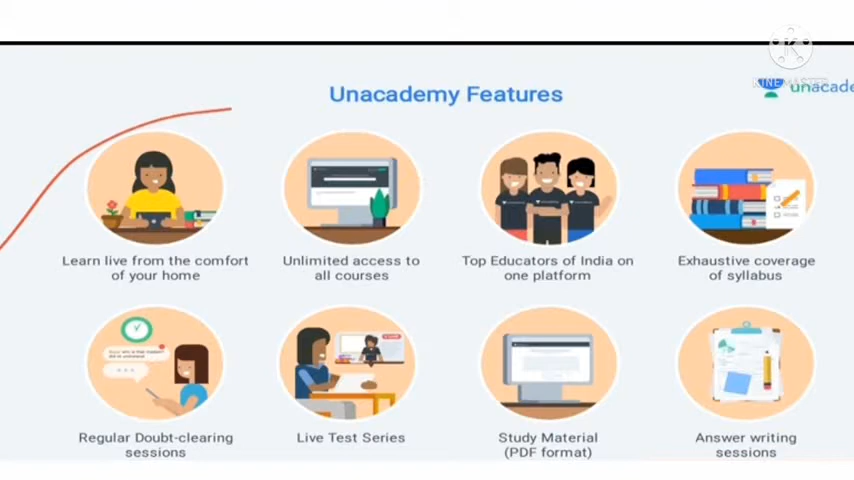 KINEMASTER
Unacademy Features
unacade
Learn live from the comfort
of your home
Unlimited access to
all courses
Top Educators of India on
one platform
Exhaustive coverage
of syllabus
Regular Doubt-clearing
sessions
Live Test Series
Study Material
(PDF format)
Answer writing
sessions